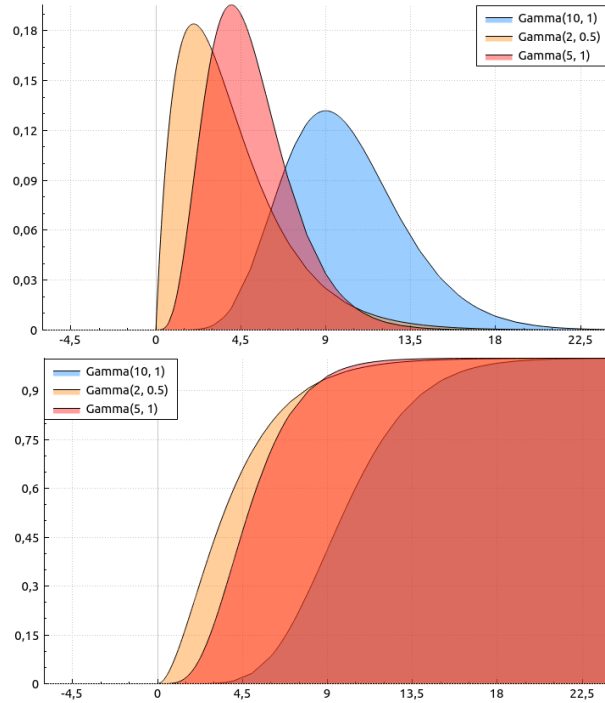 0,18
0,15
0,12
0,09
0,06
0,03
0
-4,5 0 4,5 9 13,5 18 22,5
Gamma(10, 1)
Gamma(2, 0.5)
Gamma(5, 1)
Gamma(10, 1)
Gamma(2, 0.5)
Gamma(5, 1)
0,9
0,75
0,6
0,45
0,3
0,15
0
-4,5 0 4,5 9 13,5 18 22,5